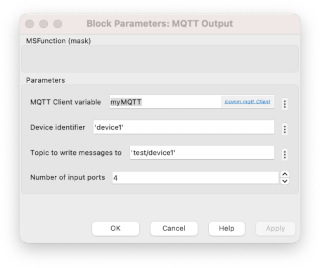 Block Parameters: MQTT Output
MSFunction (mask)
Parameters
MQTT Client variable myMQTT comm.mqtt.Client
Device identifier 'device1'
Topic to write messages to 'test/device1'
Number of input ports 4
OK Cancel Help Apply